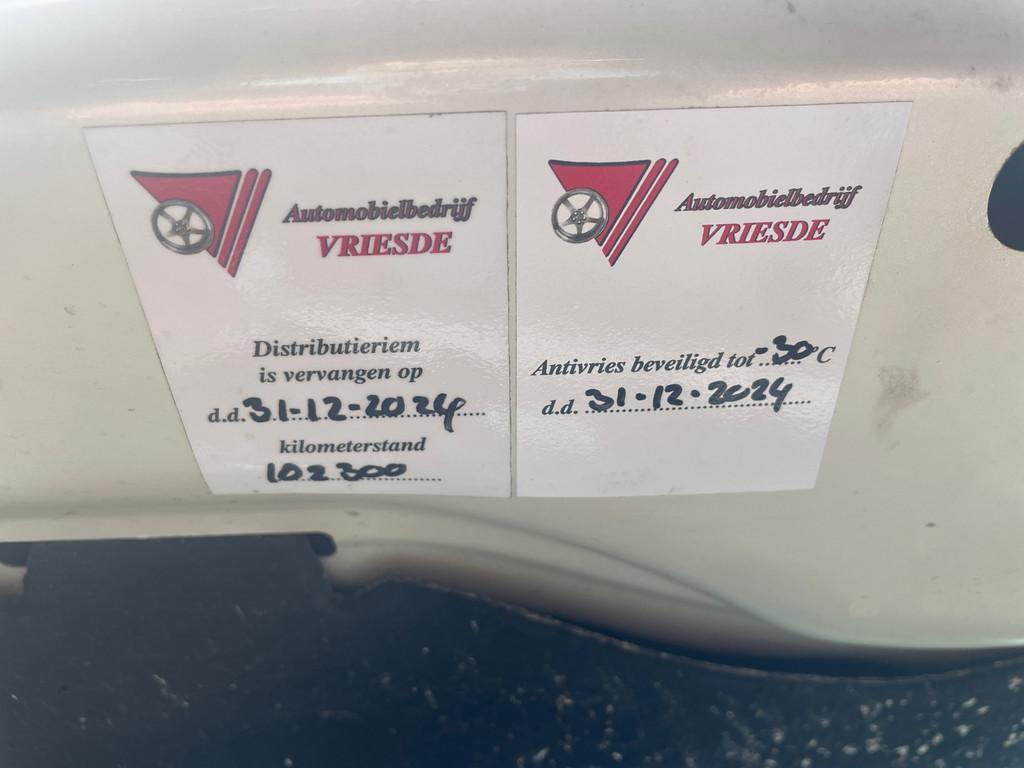 Automobielbedrijf
VRIESDE
Distributieriem
is vervangen op
d.d. 31-12-2024
kilometerstand
102300
Automobielbedrijf
VRIESDE
Antivries beveiligd tot -30 °C
d.d. 31-12-2024